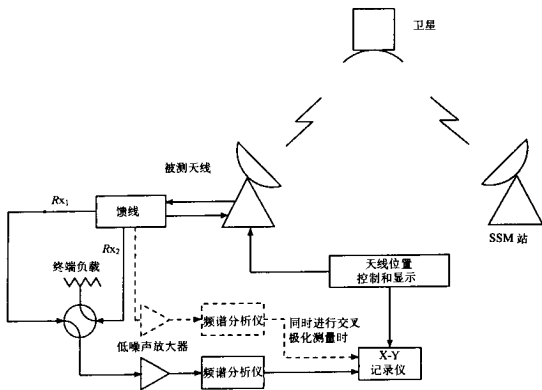 卫星
被测天线
SSM 站
Rx₁
馈线
Rx₂
终端负载
天线位置
控制和显示
低噪声放大器
频谱分析仪
同时进行交叉
极化测量时
频谱分析仪
X-Y
记录仪